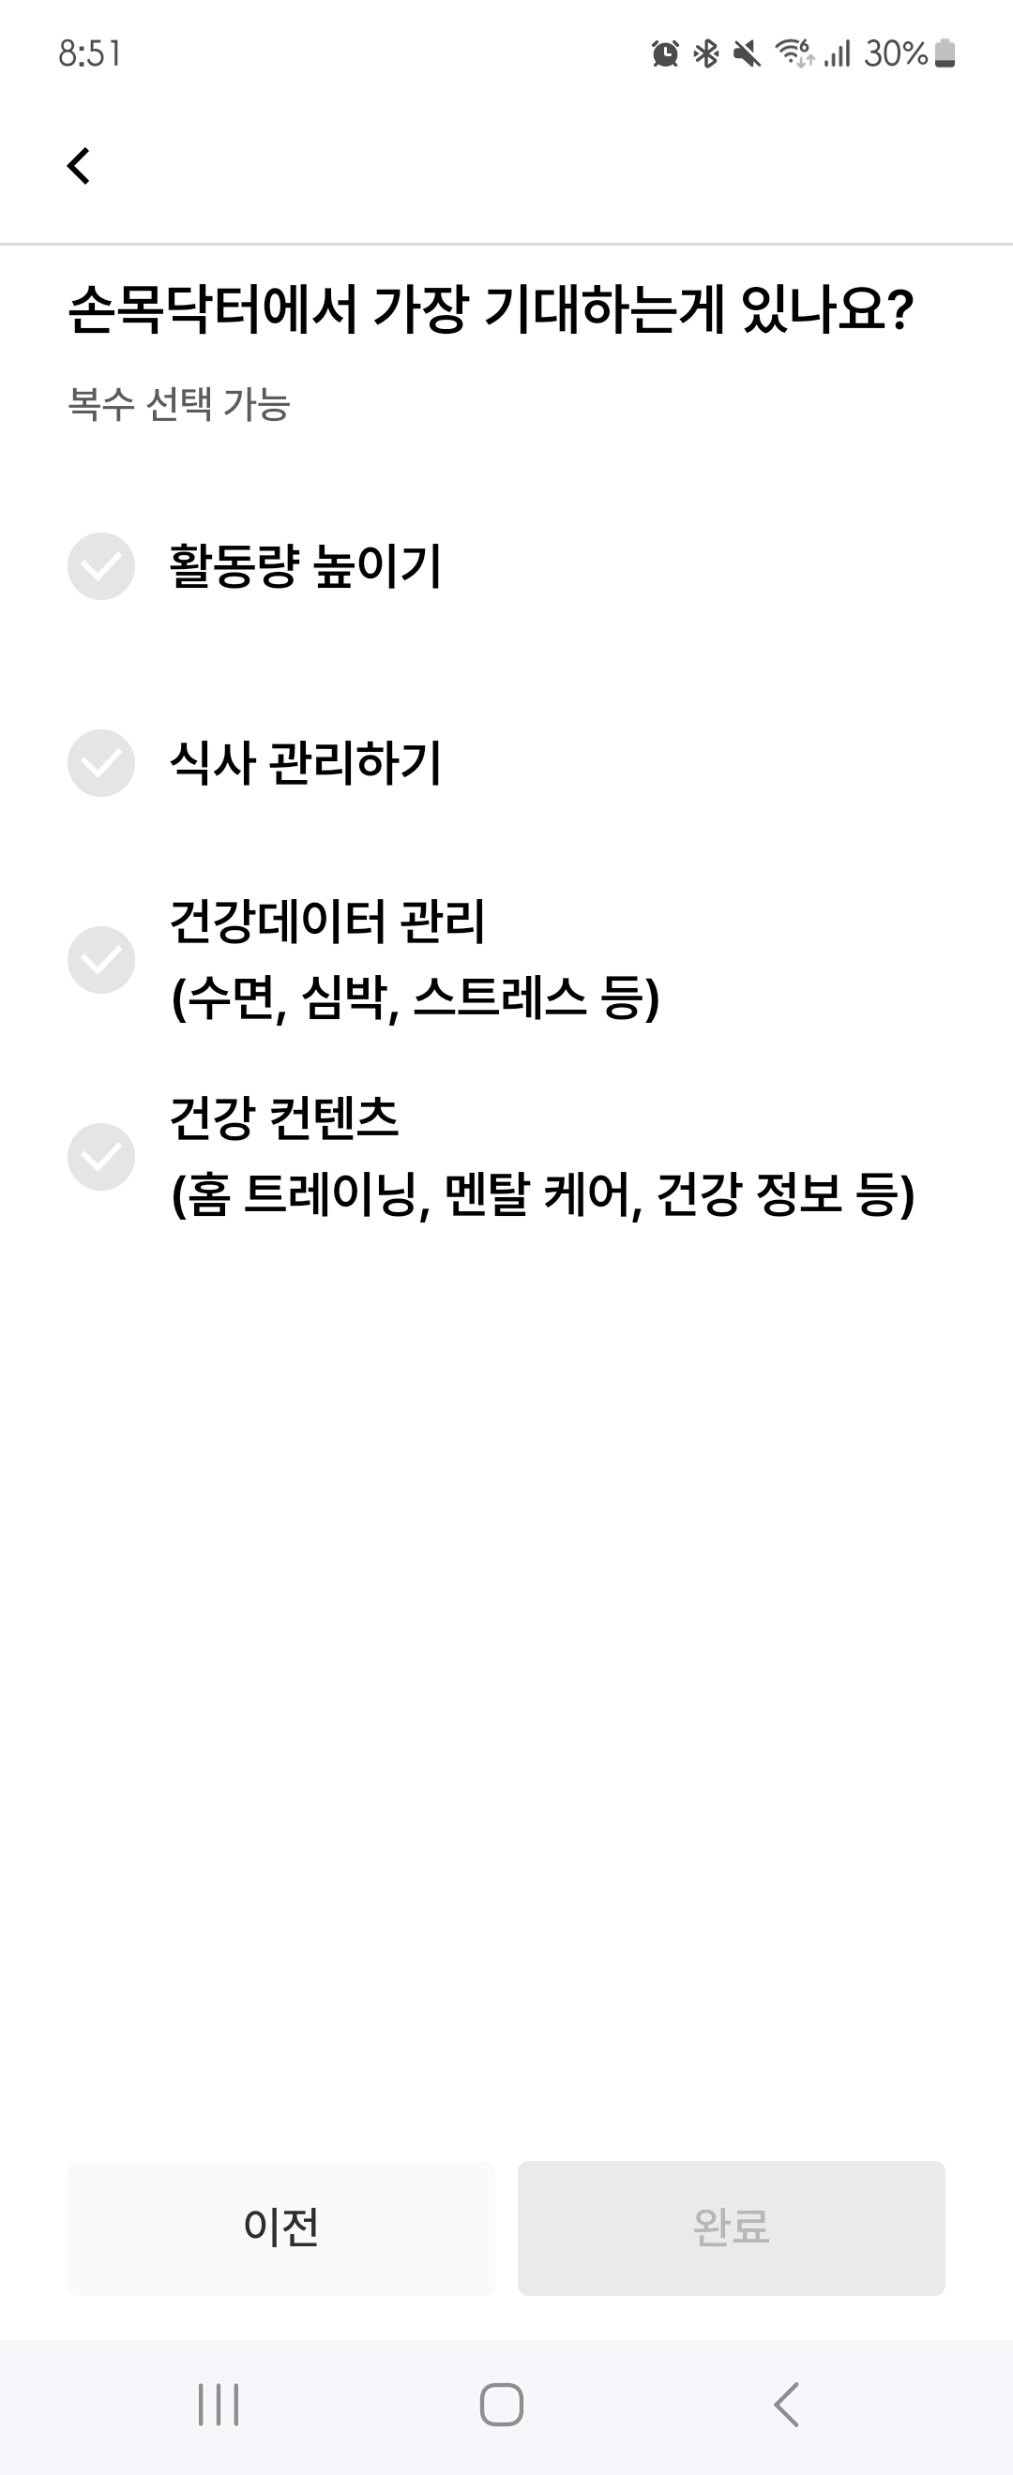 8:51
30%
손목닥터에서 가장 기대하는게 있나요?
복수 선택 가능
활동량 높이기
식사 관리하기
건강데이터 관리
(수면, 심박, 스트레스 등)
건강 컨텐츠
(홈 트레이닝, 멘탈 케어, 건강 정보 등)
이전
완료